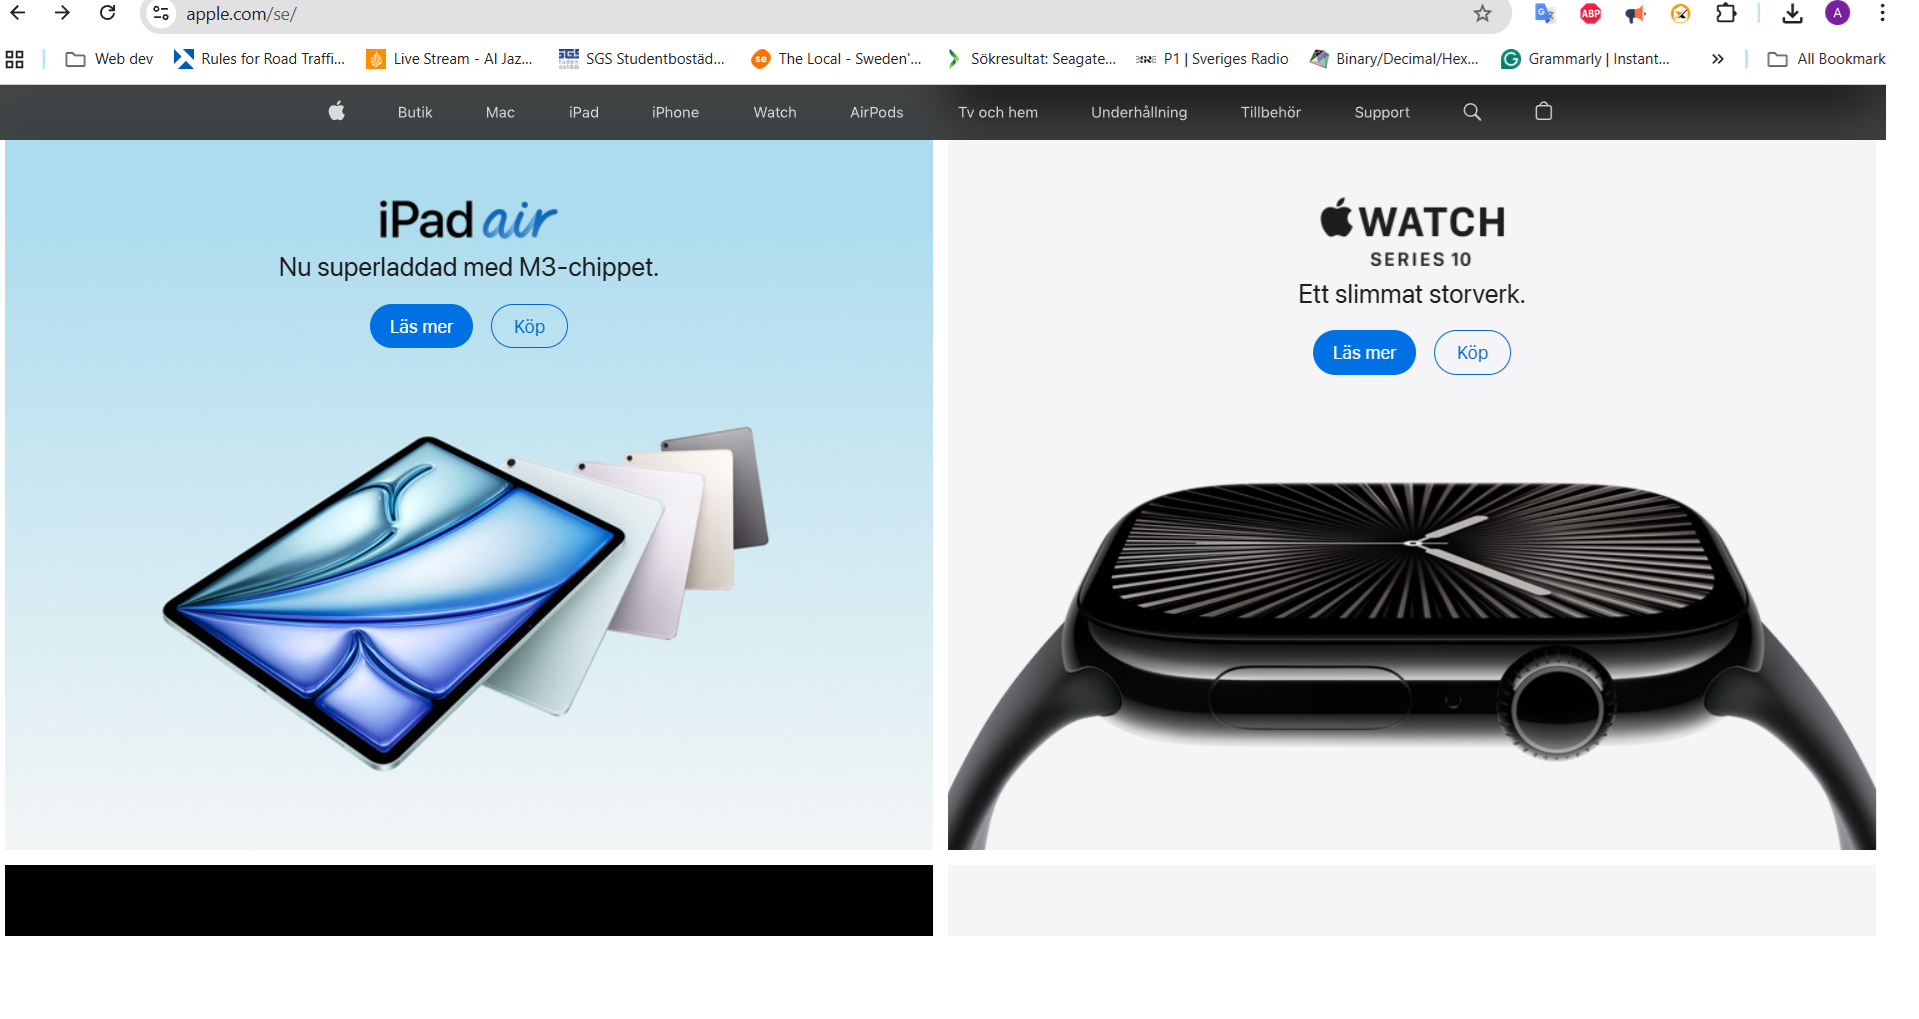 apple.com/se/
Web dev
Rules for Road Traffi...
Live Stream - Al Jaz...
SGS Studentbostäd...
The Local - Sweden'...
Sökresultat: Seagate...
P1 | Sveriges Radio
Binary/Decimal/Hex...
Grammarly | Instant...
All Bookmark
Butik
Mac
iPad
iPhone
Watch
AirPods
Tv och hem
Underhållning
Tillbehör
Support
iPad air
Nu superladdad med M3-chippet.
Läs mer
Köp
WATCH
SERIES 10
Ett slimmat storverk.
Läs mer
Köp